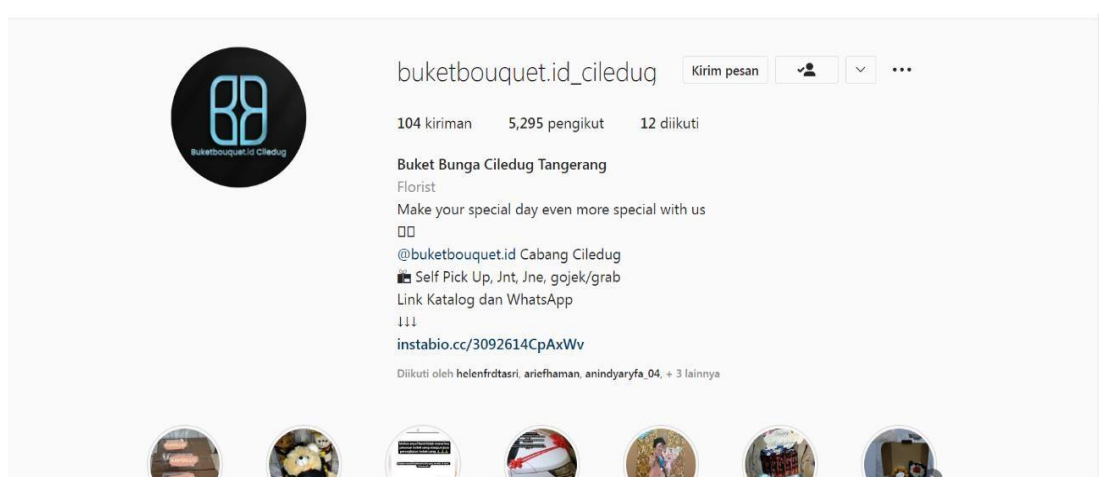 buketbouquet.id_ciledug Kirim pesan
104 kiriman 5,295 pengikut 12 diikuti
Buketbouquet.id Ciledug
Buket Bunga Ciledug Tangerang
Florist
Make your special day even more special with us
@buketbouquet.id Cabang Ciledug
Self Pick Up, Jnt, Jne, gojek/grab
Link Katalog dan WhatsApp
↓↓↓
instabio.cc/3092614CpAxWv
Diikuti oleh helenfrdtasri, ariefhaman, anindyaryfa_04, + 3 lainnya